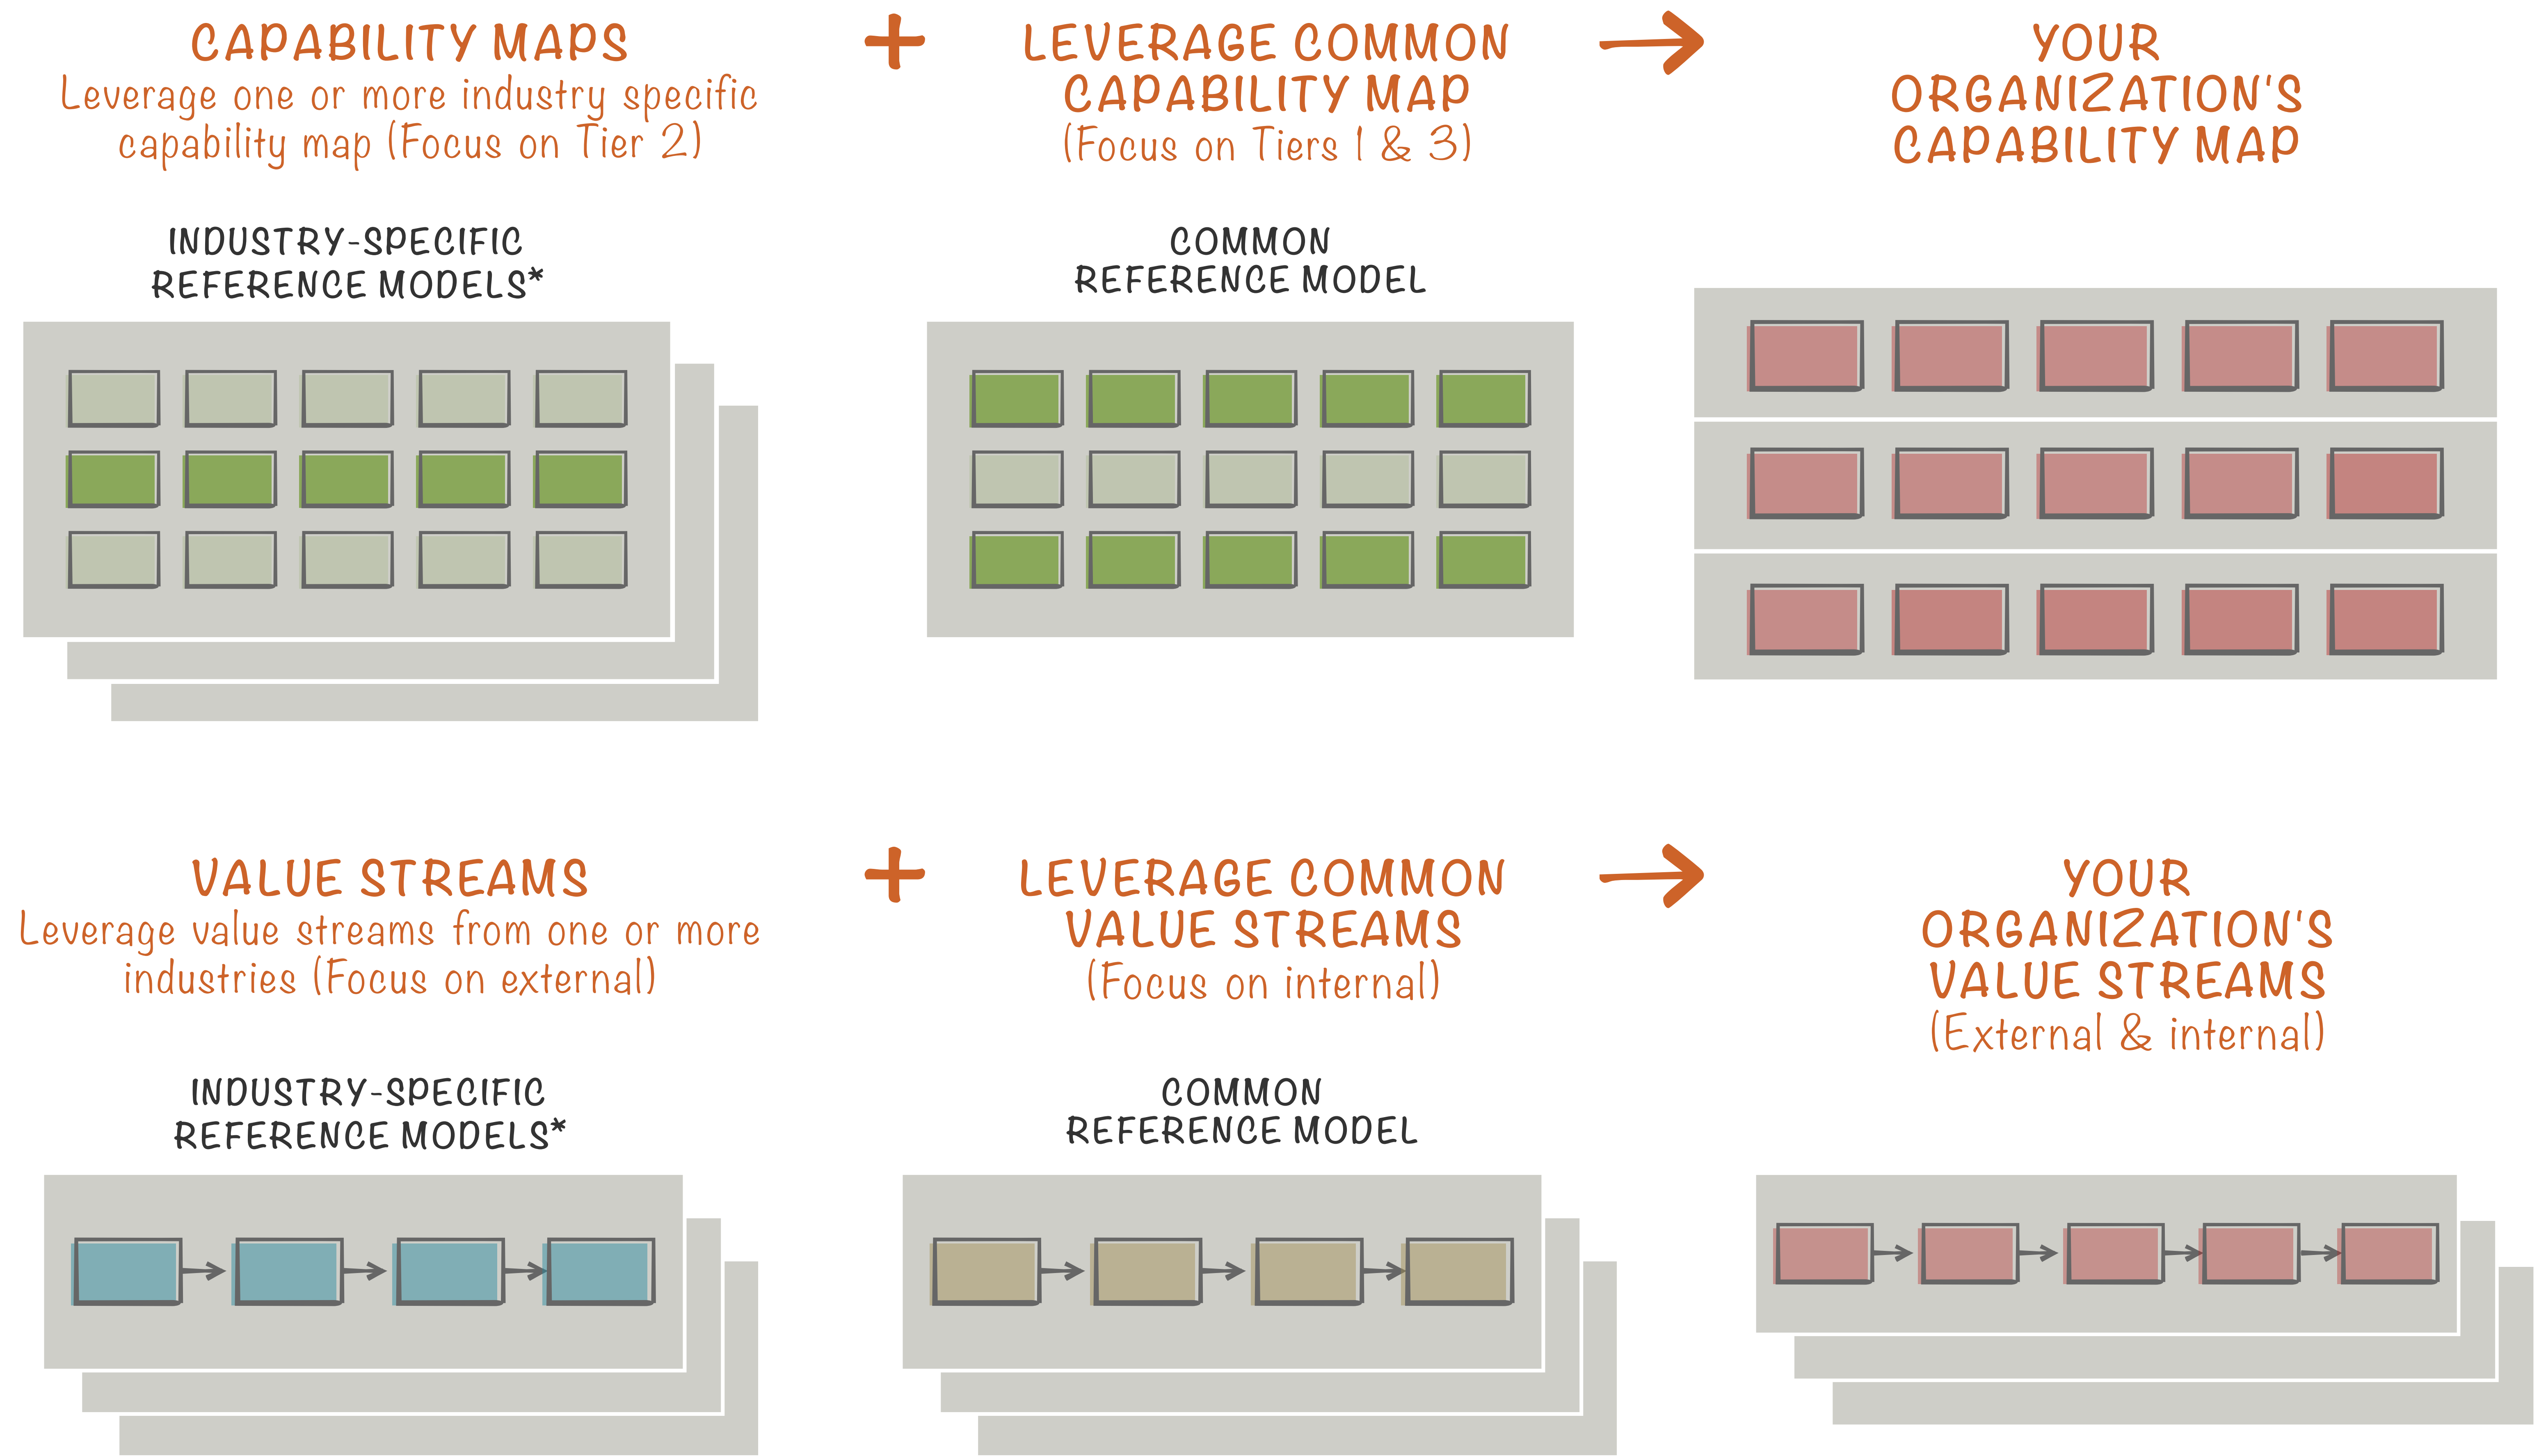 CAPABILITY MAPS
Leverage one or more industry specific
capability map (Focus on Tier 2)
+
LEVERAGE COMMON
CAPABILITY MAP
(Focus on Tiers 1 & 3)
YOUR
ORGANIZATION'S
CAPABILITY MAP
INDUSTRY-SPECIFIC
REFERENCE MODELS*
COMMON
REFERENCE MODEL
VALUE STREAMS
Leverage value streams from one or more
industries (Focus on external)
+
LEVERAGE COMMON
VALUE STREAMS
(Focus on internal)
YOUR
ORGANIZATION'S
VALUE STREAMS
(External & internal)
INDUSTRY-SPECIFIC
REFERENCE MODELS*
COMMON
REFERENCE MODEL